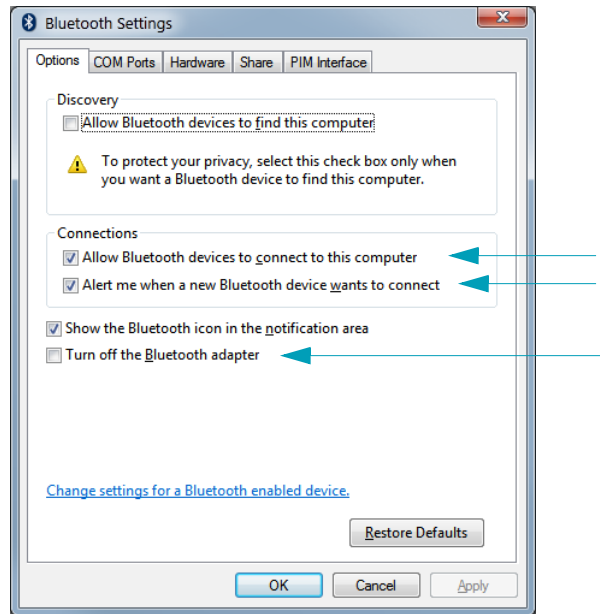 Bluetooth Settings
Options COM Ports Hardware Share PIM Interface
Discovery
Allow Bluetooth devices to find this computer
To protect your privacy, select this check box only when
you want a Bluetooth device to find this computer.
Connections
Allow Bluetooth devices to connect to this computer
Alert me when a new Bluetooth device wants to connect
Show the Bluetooth icon in the notification area
Turn off the Bluetooth adapter
Change settings for a Bluetooth enabled device.
Restore Defaults
OK Cancel Apply